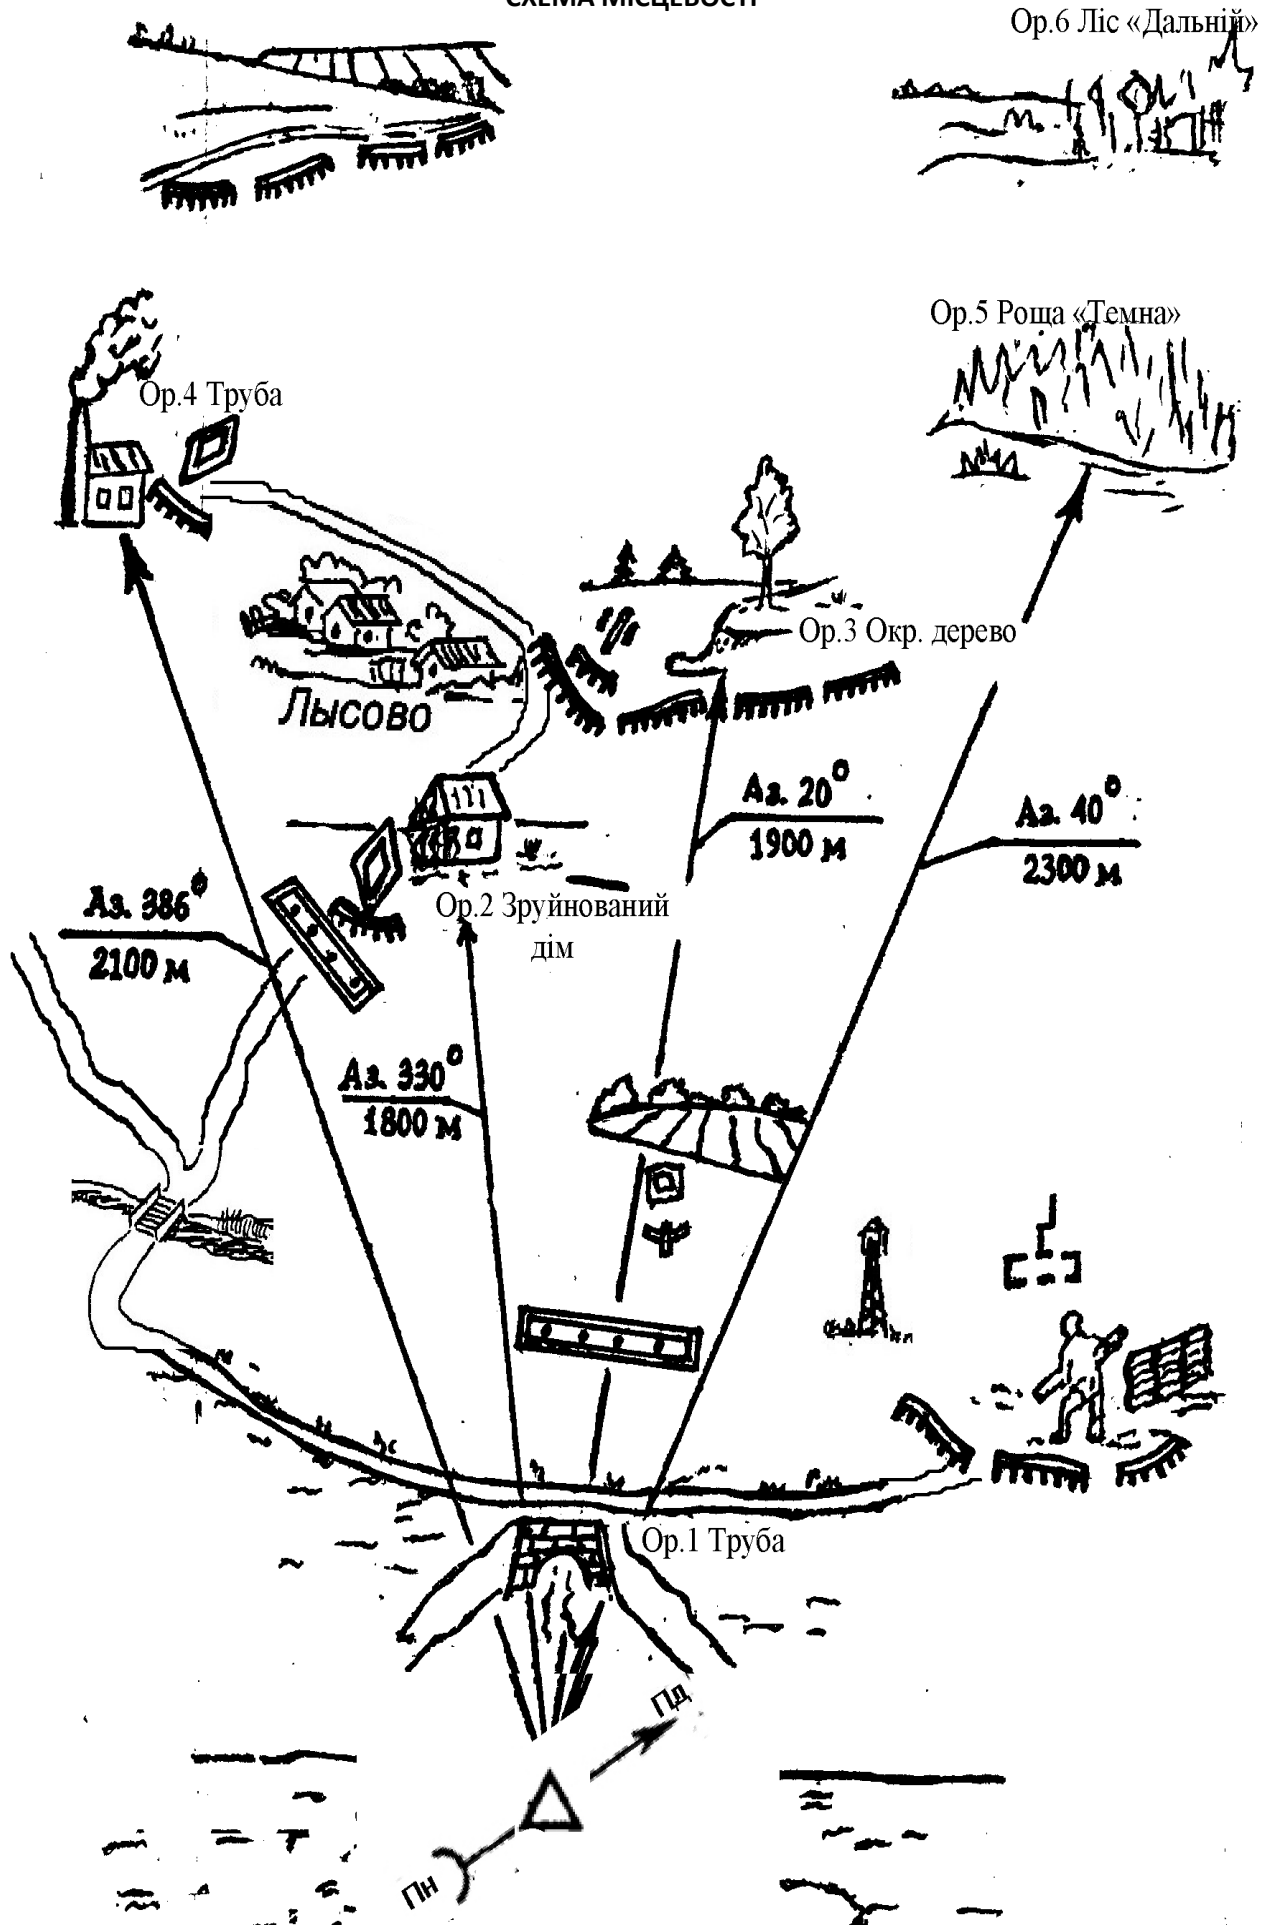 СХЕМА МІСЦЕВОСТІ
Ор.6 Ліс «Дальній»
Ор.5 Роща «Темна»
Ор.4 Труба
Ор.3 Окр. дерево
Лысово
Аз. 20°
1900 м
Аз. 40°
2300 м
Аз. 386°
2100 м
Ор.2 Зруйнований
дім
Аз. 330°
1800 м
Ор.1 Труба
Пд
Пн